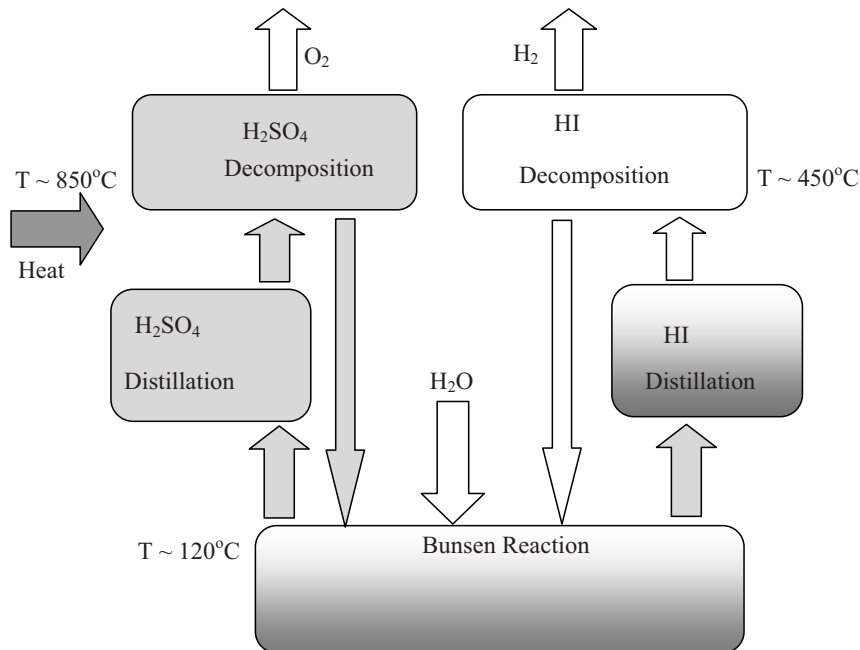 O₂
H₂
H₂SO₄
Decomposition
HI
Decomposition
T ~ 850°C
T ~ 450°C
Heat
H₂SO₄
Distillation
HI
Distillation
H₂O
T ~ 120°C
Bunsen Reaction